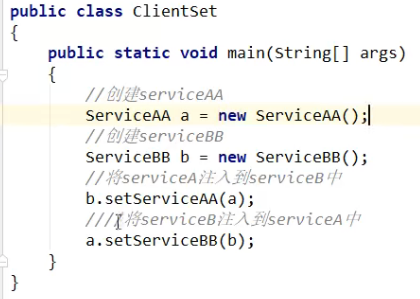 public class ClientSet
{
public static void main(String[] args)
{
//创建serviceAA
ServiceAA a = new ServiceAA();
//创建serviceBB
ServiceBB b = new ServiceBB();
//将serviceA注入到serviceB中
b.setServiceAA(a);
////将serviceB注入到serviceA中
a.setServiceBB(b);
}
}